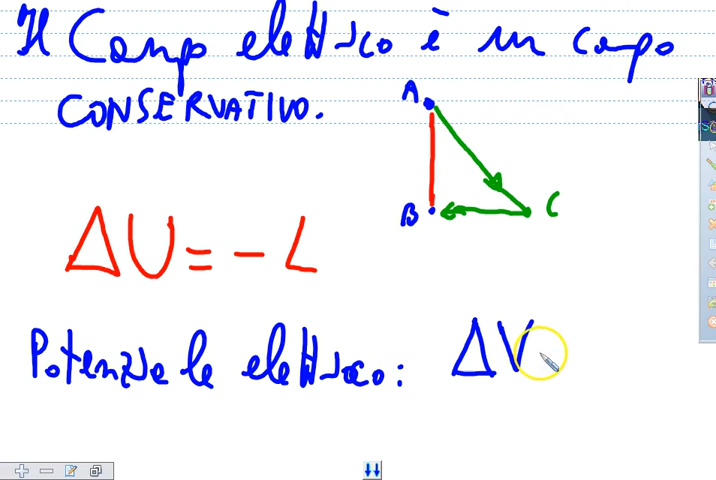 Il Campo elettrico è un campo
CONSERVATIVO.
A
B
C
ΔU = - L
Potenziale elettrico: ΔV